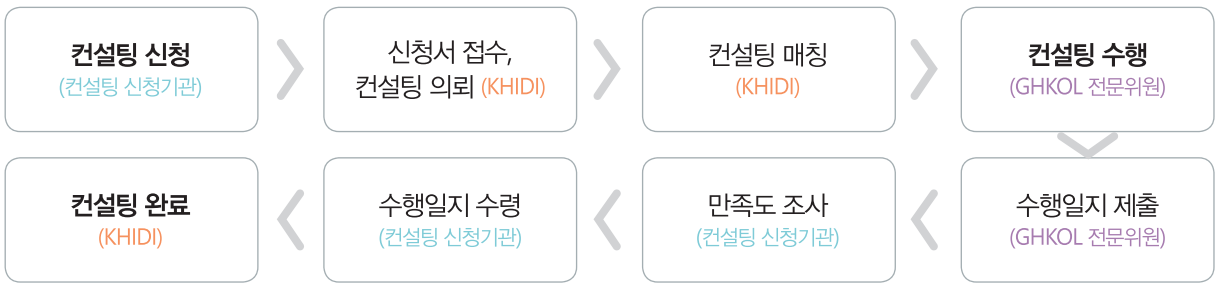 컨설팅 신청
(컨설팅 신청기관)
신청서 접수,
컨설팅 의뢰 (KHIDI)
컨설팅 매칭
(KHIDI)
컨설팅 수행
(GHKOL 전문위원)
수행일지 제출
(GHKOL 전문위원)
만족도 조사
(컨설팅 신청기관)
수행일지 수령
(컨설팅 신청기관)
컨설팅 완료
(KHIDI)